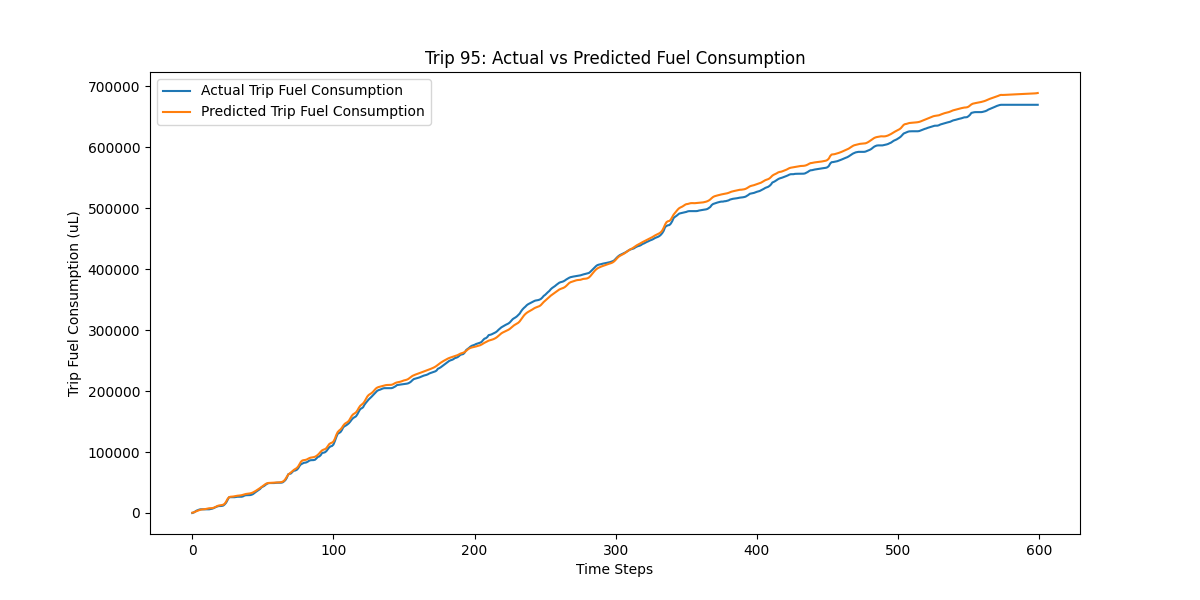 Trip 95: Actual vs Predicted Fuel Consumption
Actual Trip Fuel Consumption
Predicted Trip Fuel Consumption
Trip Fuel Consumption (uL)
700000
600000
500000
400000
300000
200000
100000
0
0 100 200 300 400 500 600
Time Steps